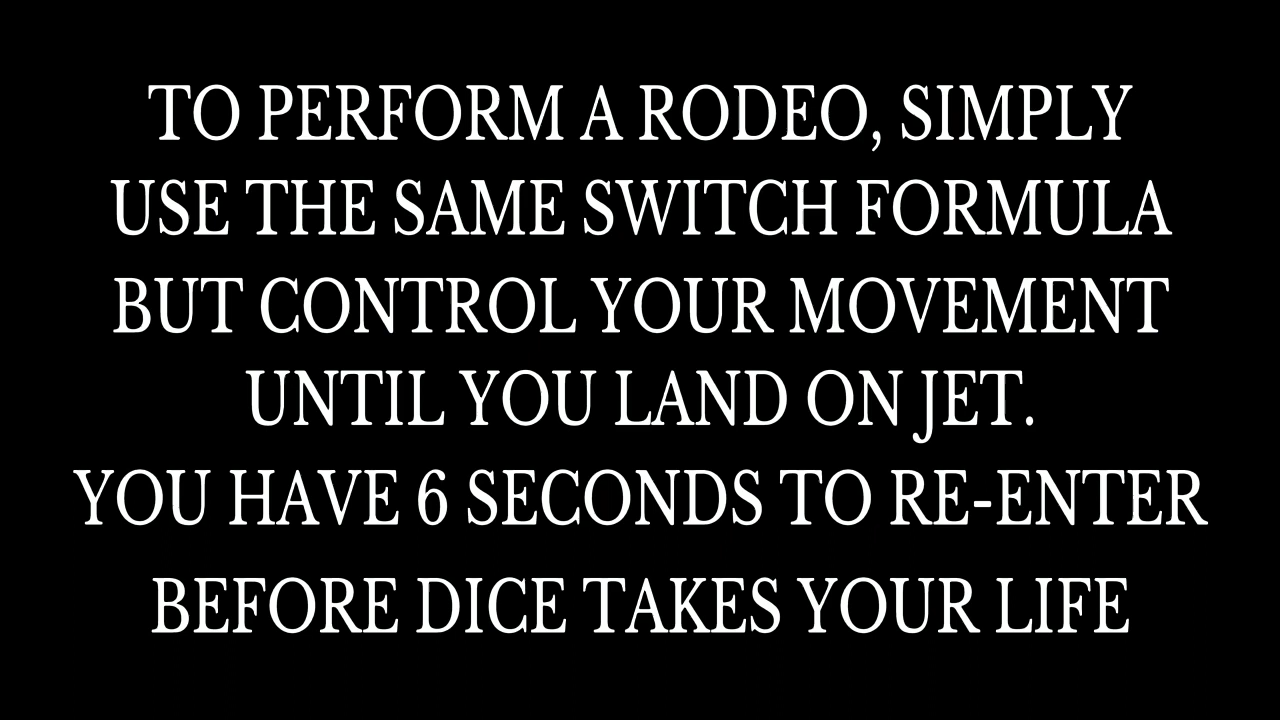 TO PERFORM A RODEO, SIMPLY
USE THE SAME SWITCH FORMULA
BUT CONTROL YOUR MOVEMENT
UNTIL YOU LAND ON JET.
YOU HAVE 6 SECONDS TO RE-ENTER
BEFORE DICE TAKES YOUR LIFE